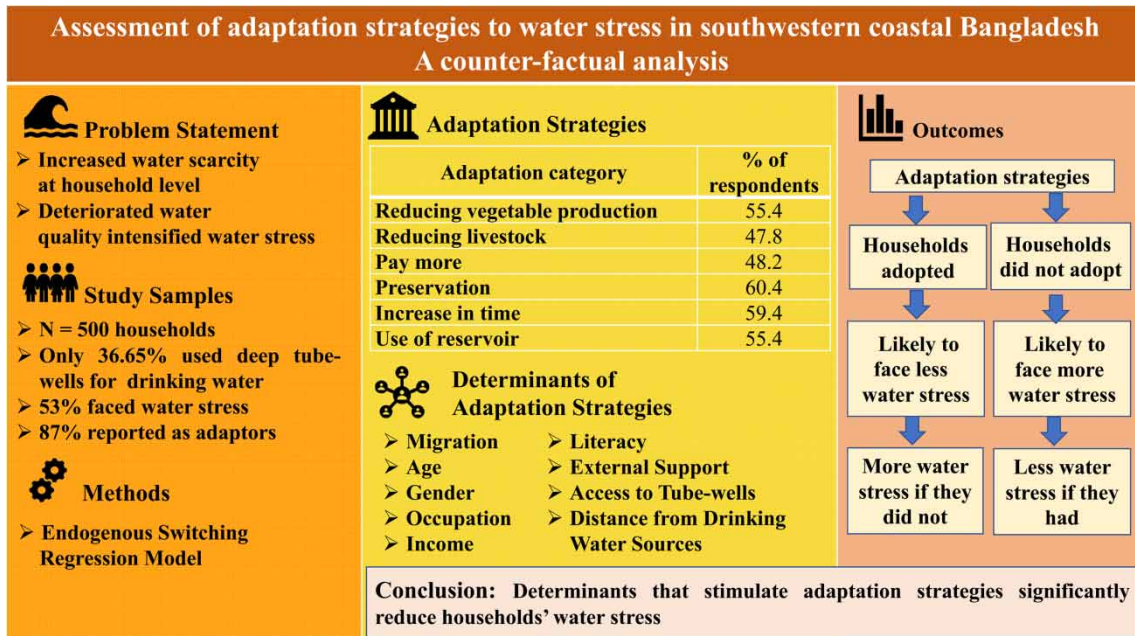 Assessment of adaptation strategies to water stress in southwestern coastal Bangladesh
A counter-factual analysis
Problem Statement
➢ Increased water scarcity
at household level
➢ Deteriorated water
quality intensified water stress
Study Samples
➢ N = 500 households
➢ Only 36.65% used deep tube-
wells for drinking water
➢ 53% faced water stress
➢ 87% reported as adaptors
Methods
➢ Endogenous Switching
Regression Model
Adaptation Strategies
Adaptation category
% of
respondents
Reducing vegetable production 55.4
Reducing livestock 47.8
Pay more 48.2
Preservation 60.4
Increase in time 59.4
Use of reservoir 55.4
Determinants of
Adaptation Strategies
➢ Migration
➢ Age
➢ Gender
➢ Occupation
➢ Income
➢ Literacy
➢ External Support
➢ Access to Tube-wells
➢ Distance from Drinking
Water Sources
Outcomes
Adaptation strategies
Households
adopted
Households
did not adopt
Likely to
face less
water stress
Likely to
face more
water stress
More water
stress if they
did not
Less water
stress if they
had
Conclusion: Determinants that stimulate adaptation strategies significantly
reduce households' water stress